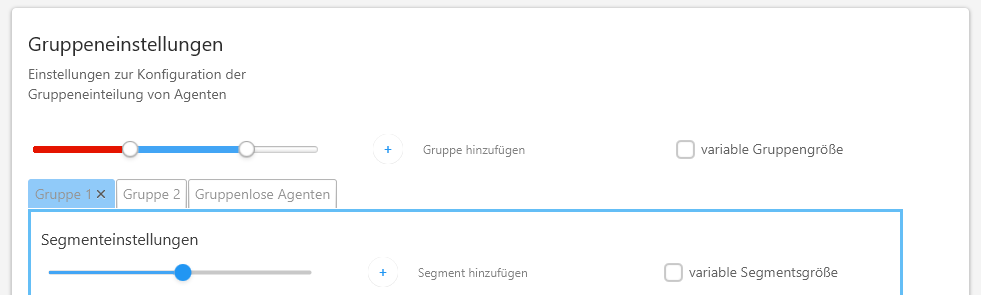 Gruppeneinstellungen
Einstellungen zur Konfiguration der
Gruppeneinteilung von Agenten
+ Gruppe hinzufügen variable Gruppengröße
Gruppe 1 × Gruppe 2 Gruppenlose Agenten
Segmenteinstellungen
+ Segment hinzufügen variable Segmentsgröße